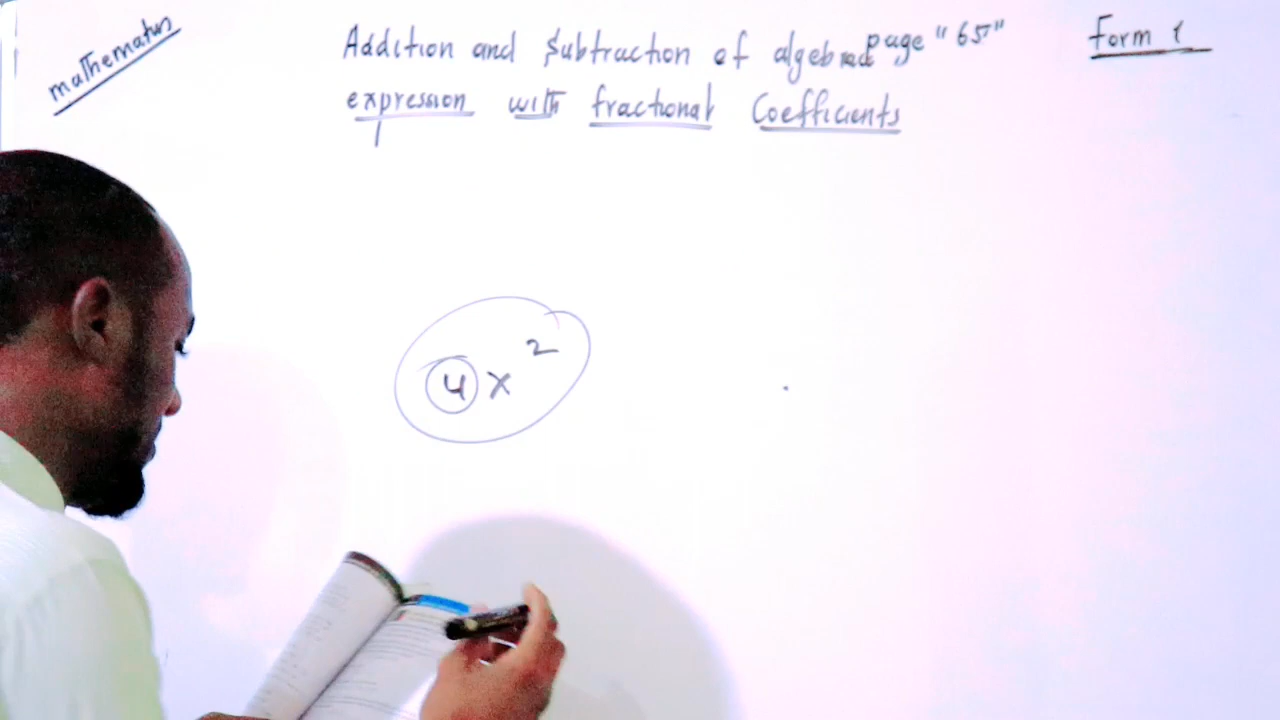 mathematics
Addition and Subtraction of algebraic page "65"
expression with fractional Coefficients
Form 1
4x²